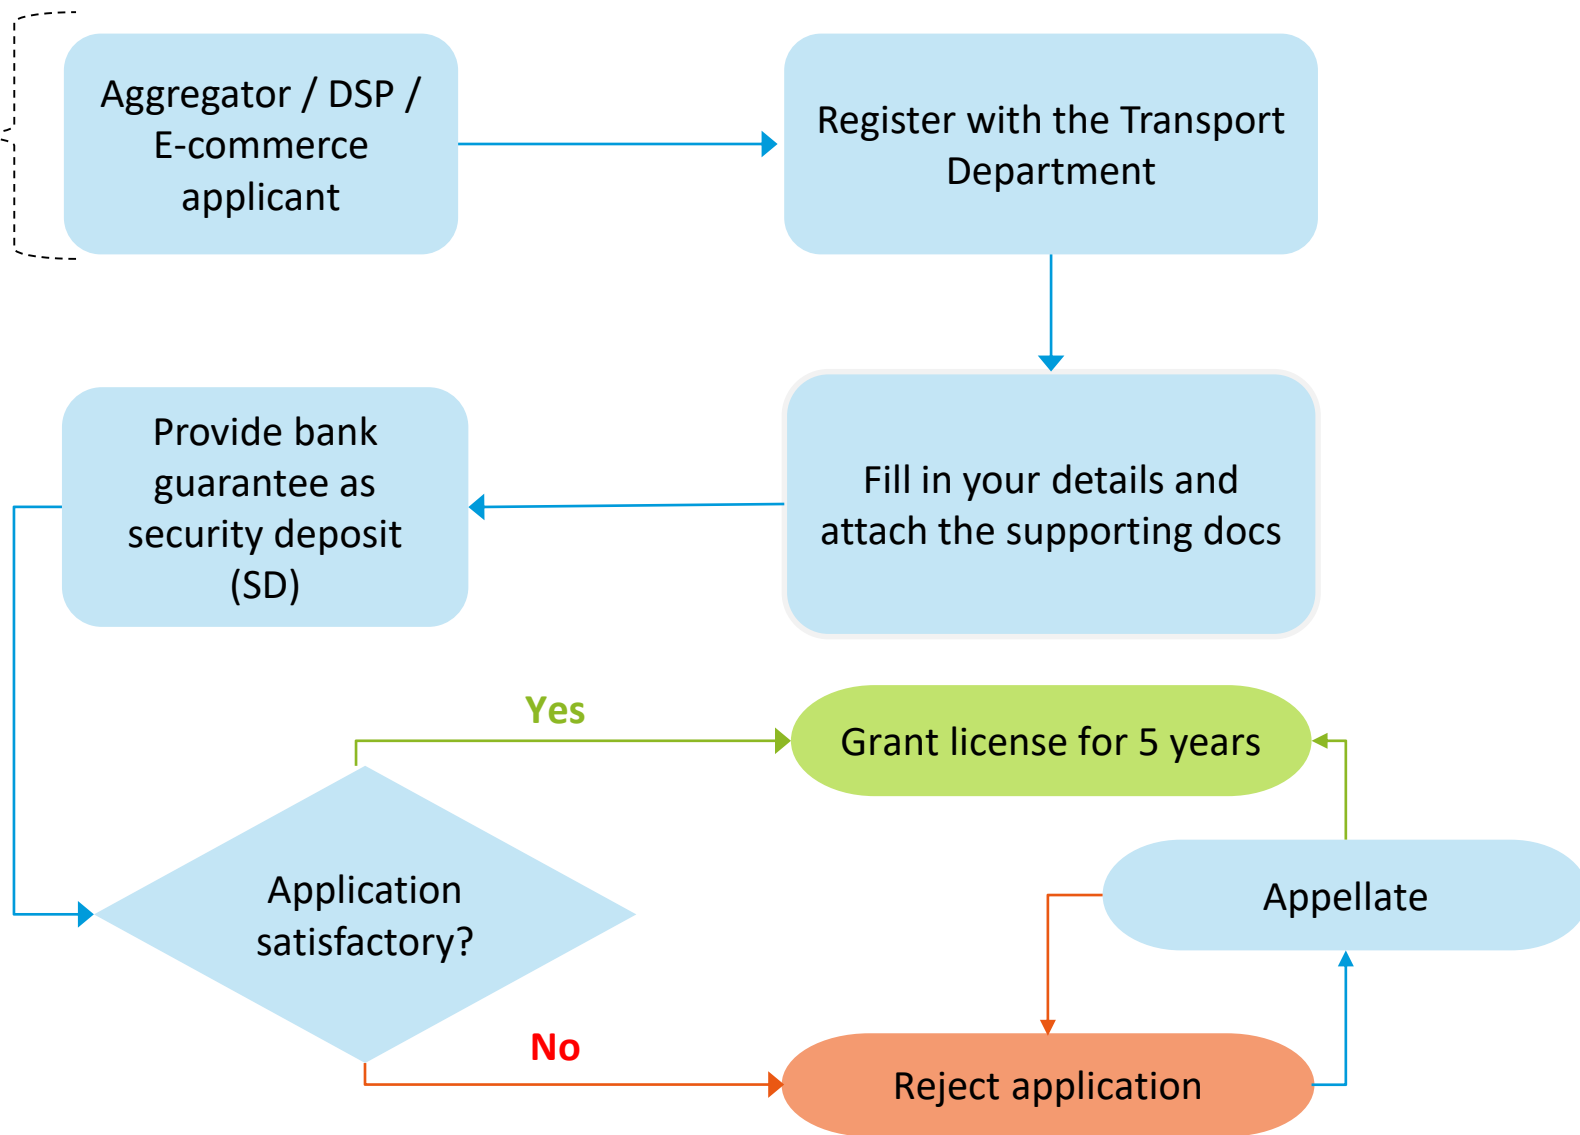 Aggregator / DSP /
E-commerce
applicant
Register with the Transport
Department
Fill in your details and
attach the supporting docs
Provide bank
guarantee as
security deposit
(SD)
Application
satisfactory?
Yes
Grant license for 5 years
No
Reject application
Appellate